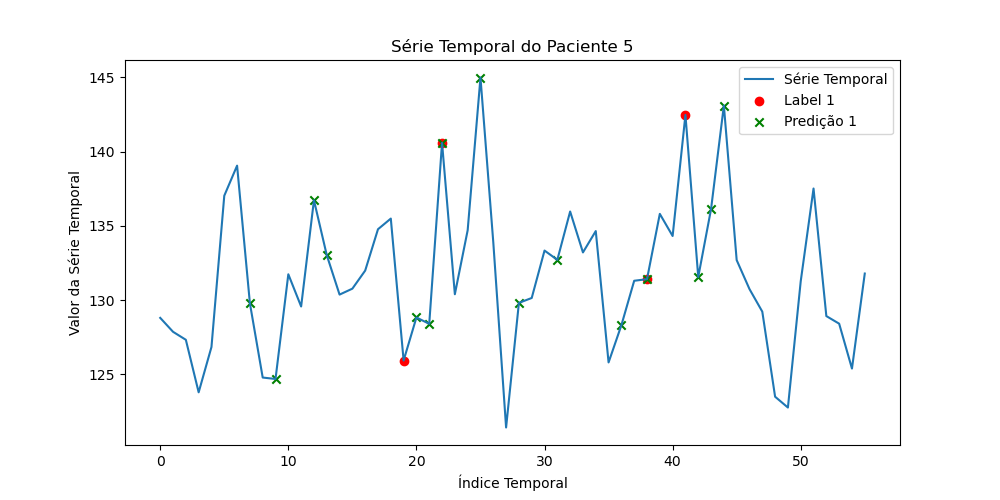 Série Temporal do Paciente 5
Série Temporal
Label 1
Predição 1
Valor da Série Temporal
145
140
135
130
125
0 10 20 30 40 50
Índice Temporal